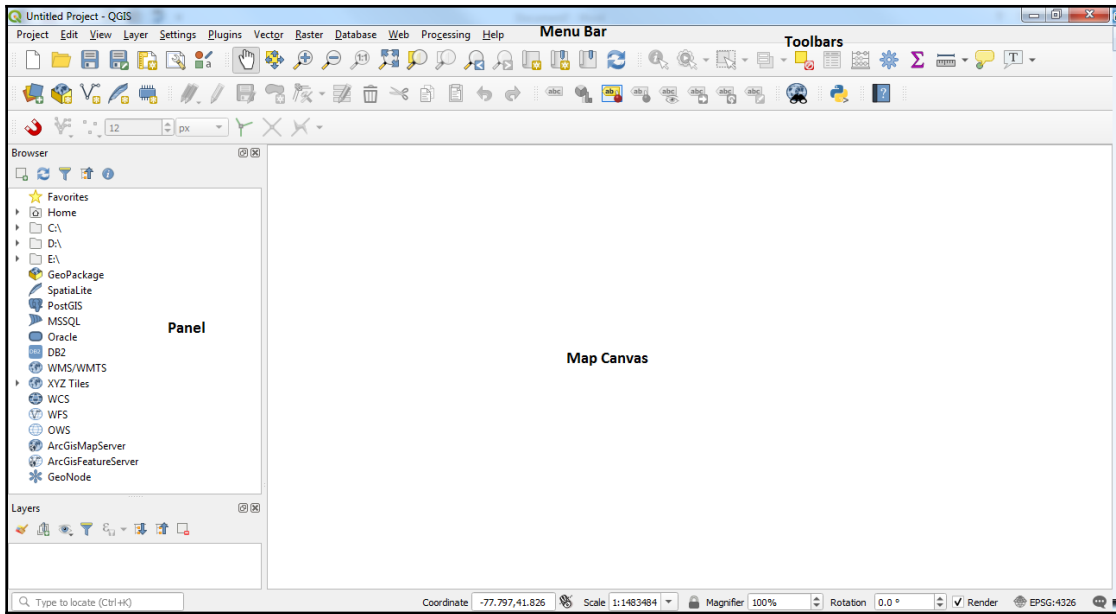 Untitled Project - QGIS
Project Edit View Layer Settings Plugins Vector Raster Database Web Processing Help
Menu Bar
Toolbars
12
px
Browser
Favorites
Home
C:\
D:\
E:\
GeoPackage
SpatiaLite
PostGIS
MSSQL
Panel
Oracle
DB2
WMS/WMTS
Map Canvas
XYZ Tiles
WCS
WFS
OWS
ArcGisMapServer
ArcGisFeatureServer
GeoNode
Layers
Type to locate (Ctrl+K) Coordinate -77.797,41.826 Scale 1:1483484 Magnifier 100% Rotation 0.0 ° Render EPSG:4326